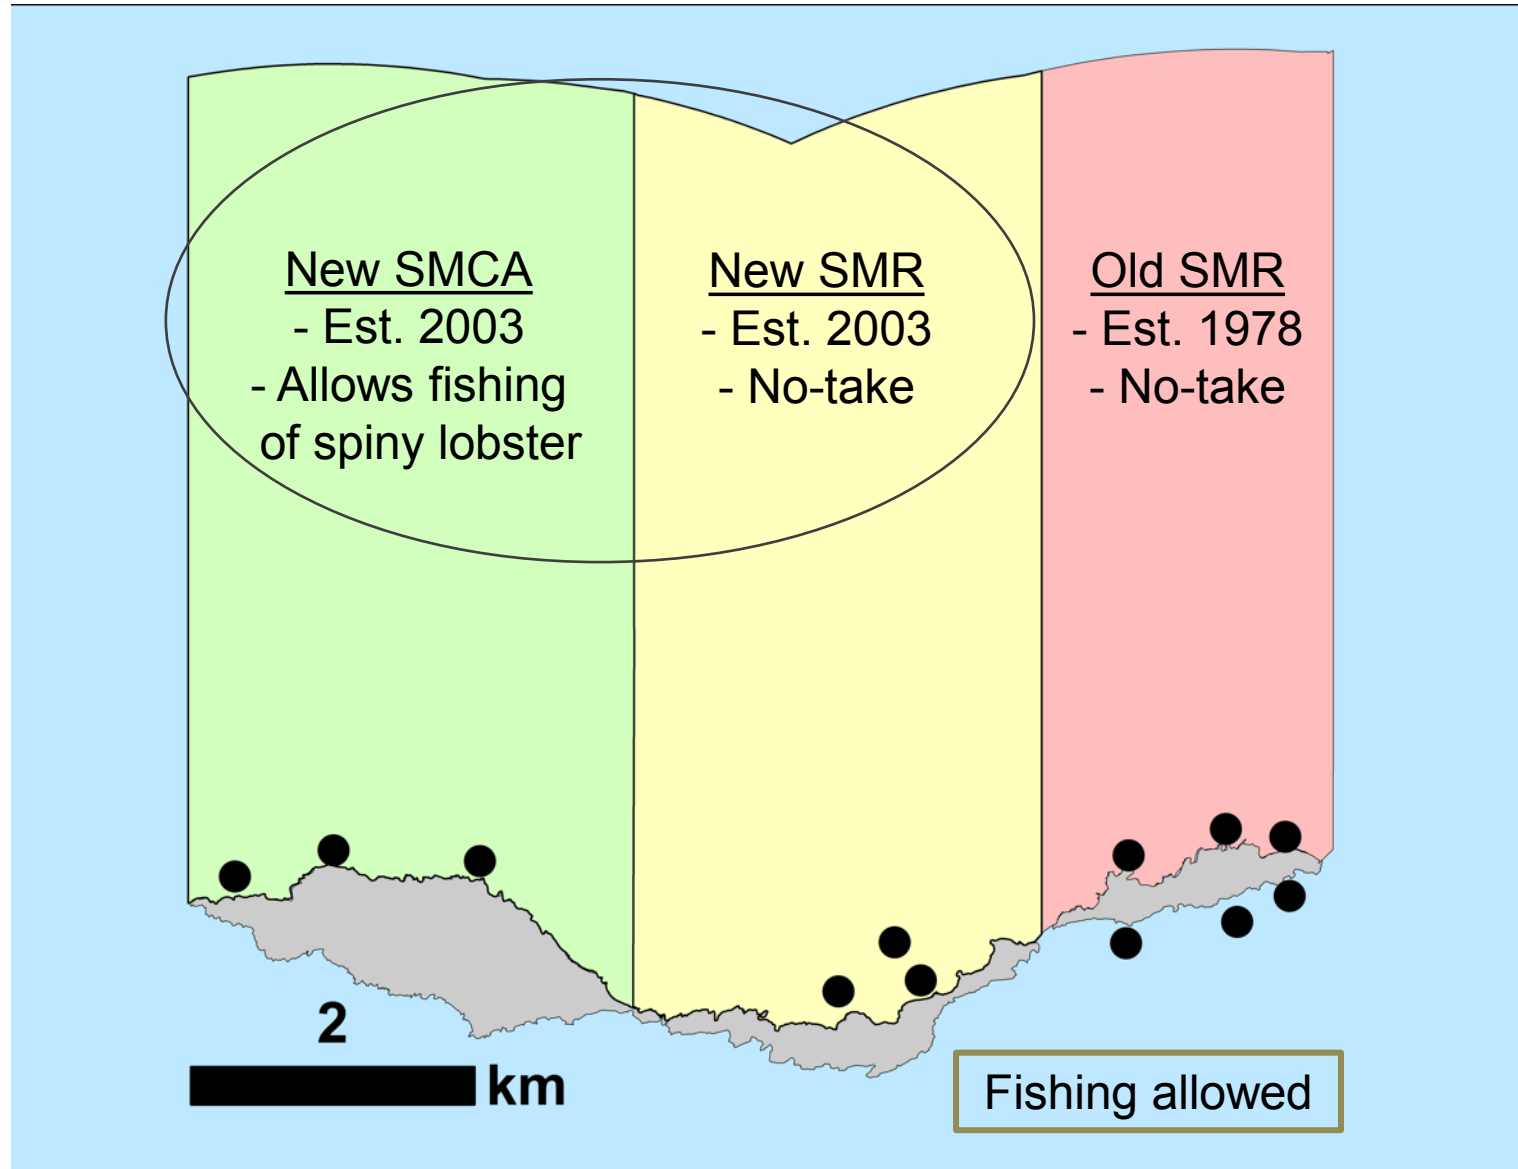 New SMCA
- Est. 2003
- Allows fishing
of spiny lobster
New SMR
- Est. 2003
- No-take
Old SMR
- Est. 1978
- No-take
2
km
Fishing allowed